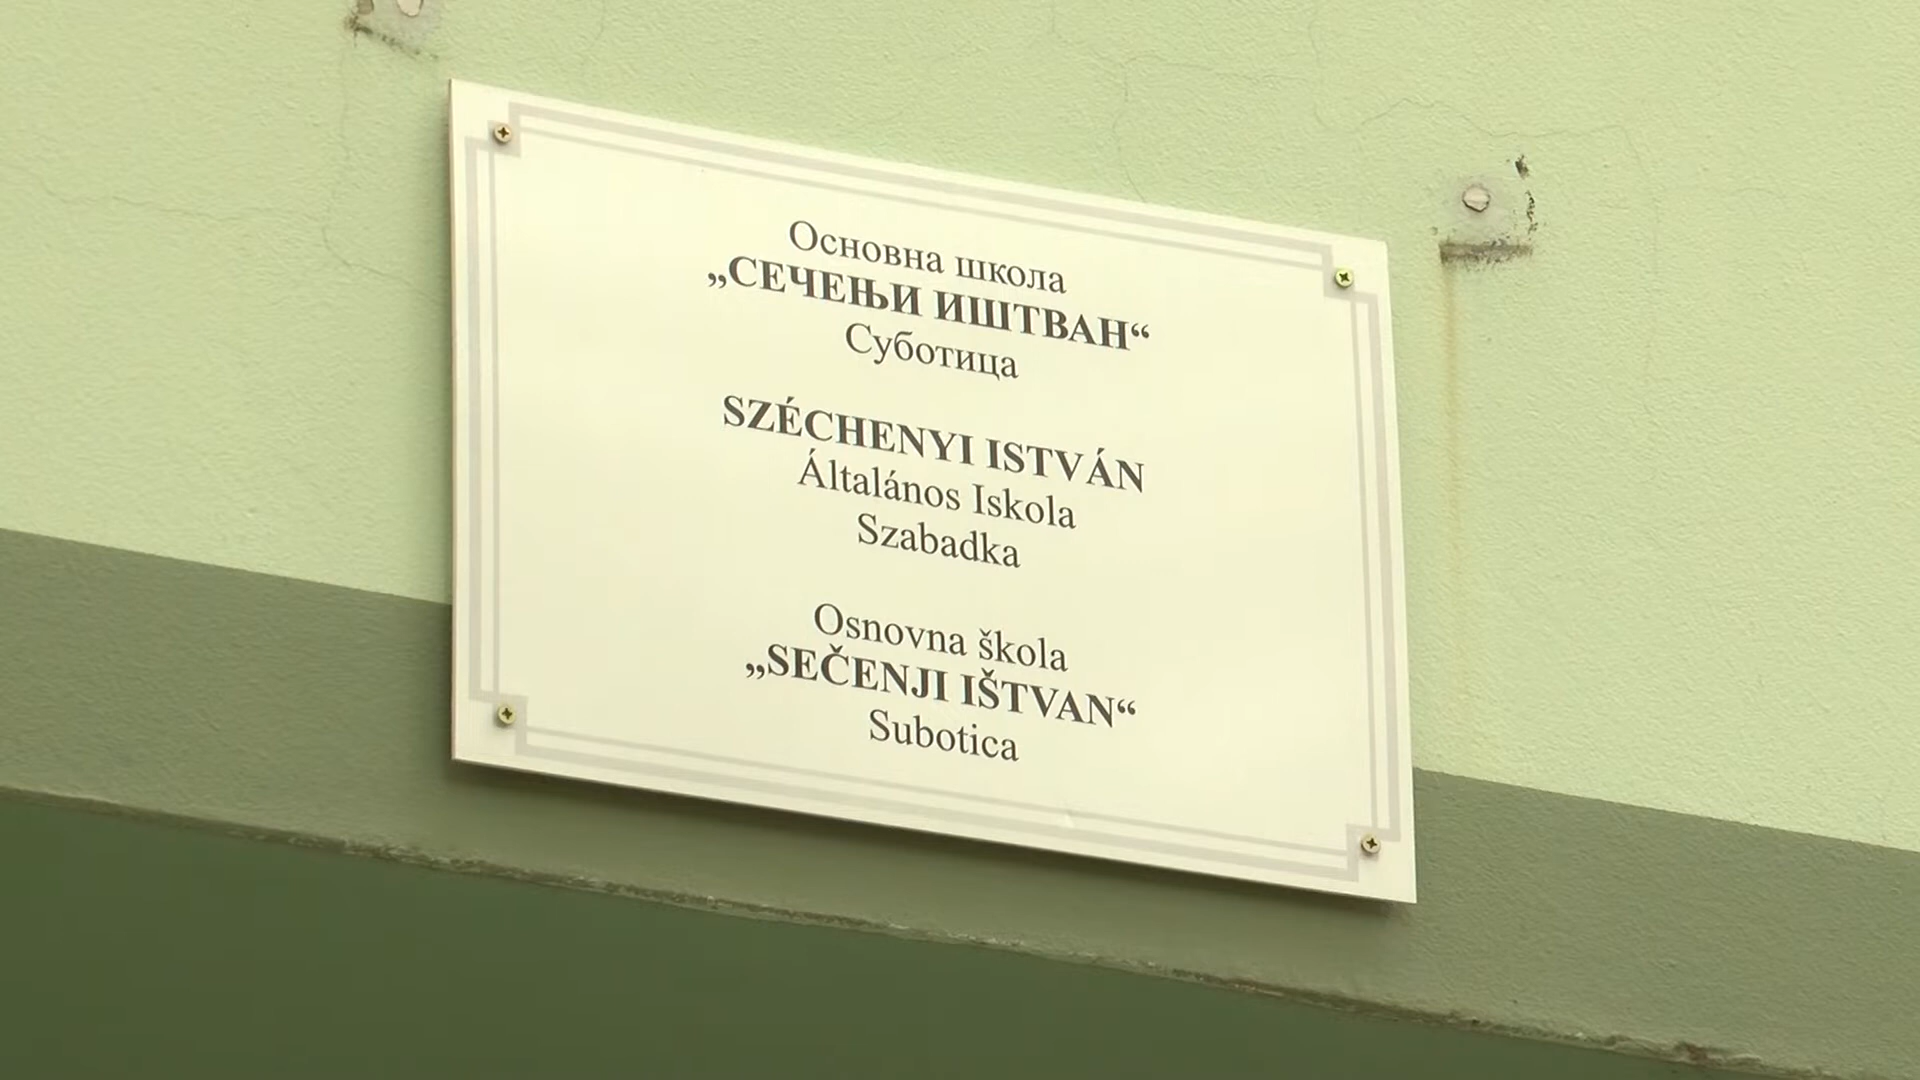 Основна школа
„СЕЧЕЊИ ИШТВАН“
Суботица
SZÉCHENYI ISTVÁN
Általános Iskola
Szabadka
Osnovna škola
„SEČENJI IŠTVAN“
Subotica